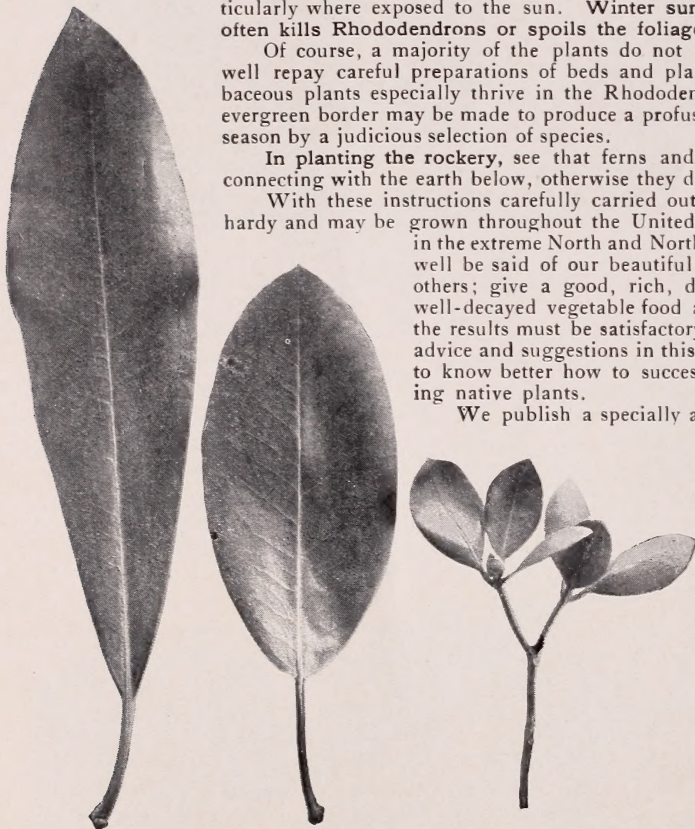 ticularly where exposed to the sun. Winter sun
often kills Rhododendrons or spoils the foliage
Of course, a majority of the plants do not
well repay careful preparations of beds and pla
baceous plants especially thrive in the Rhododen
evergreen border may be made to produce a profus
season by a judicious selection of species.
In planting the rockery, see that ferns and
connecting with the earth below, otherwise they d
With these instructions carefully carried out
hardy and may be grown throughout the United
in the extreme North and North
well be said of our beautiful
others; give a good, rich, d
well-decayed vegetable food a
the results must be satisfactory
advice and suggestions in this
to know better how to succes
ing native plants.
We publish a specially a